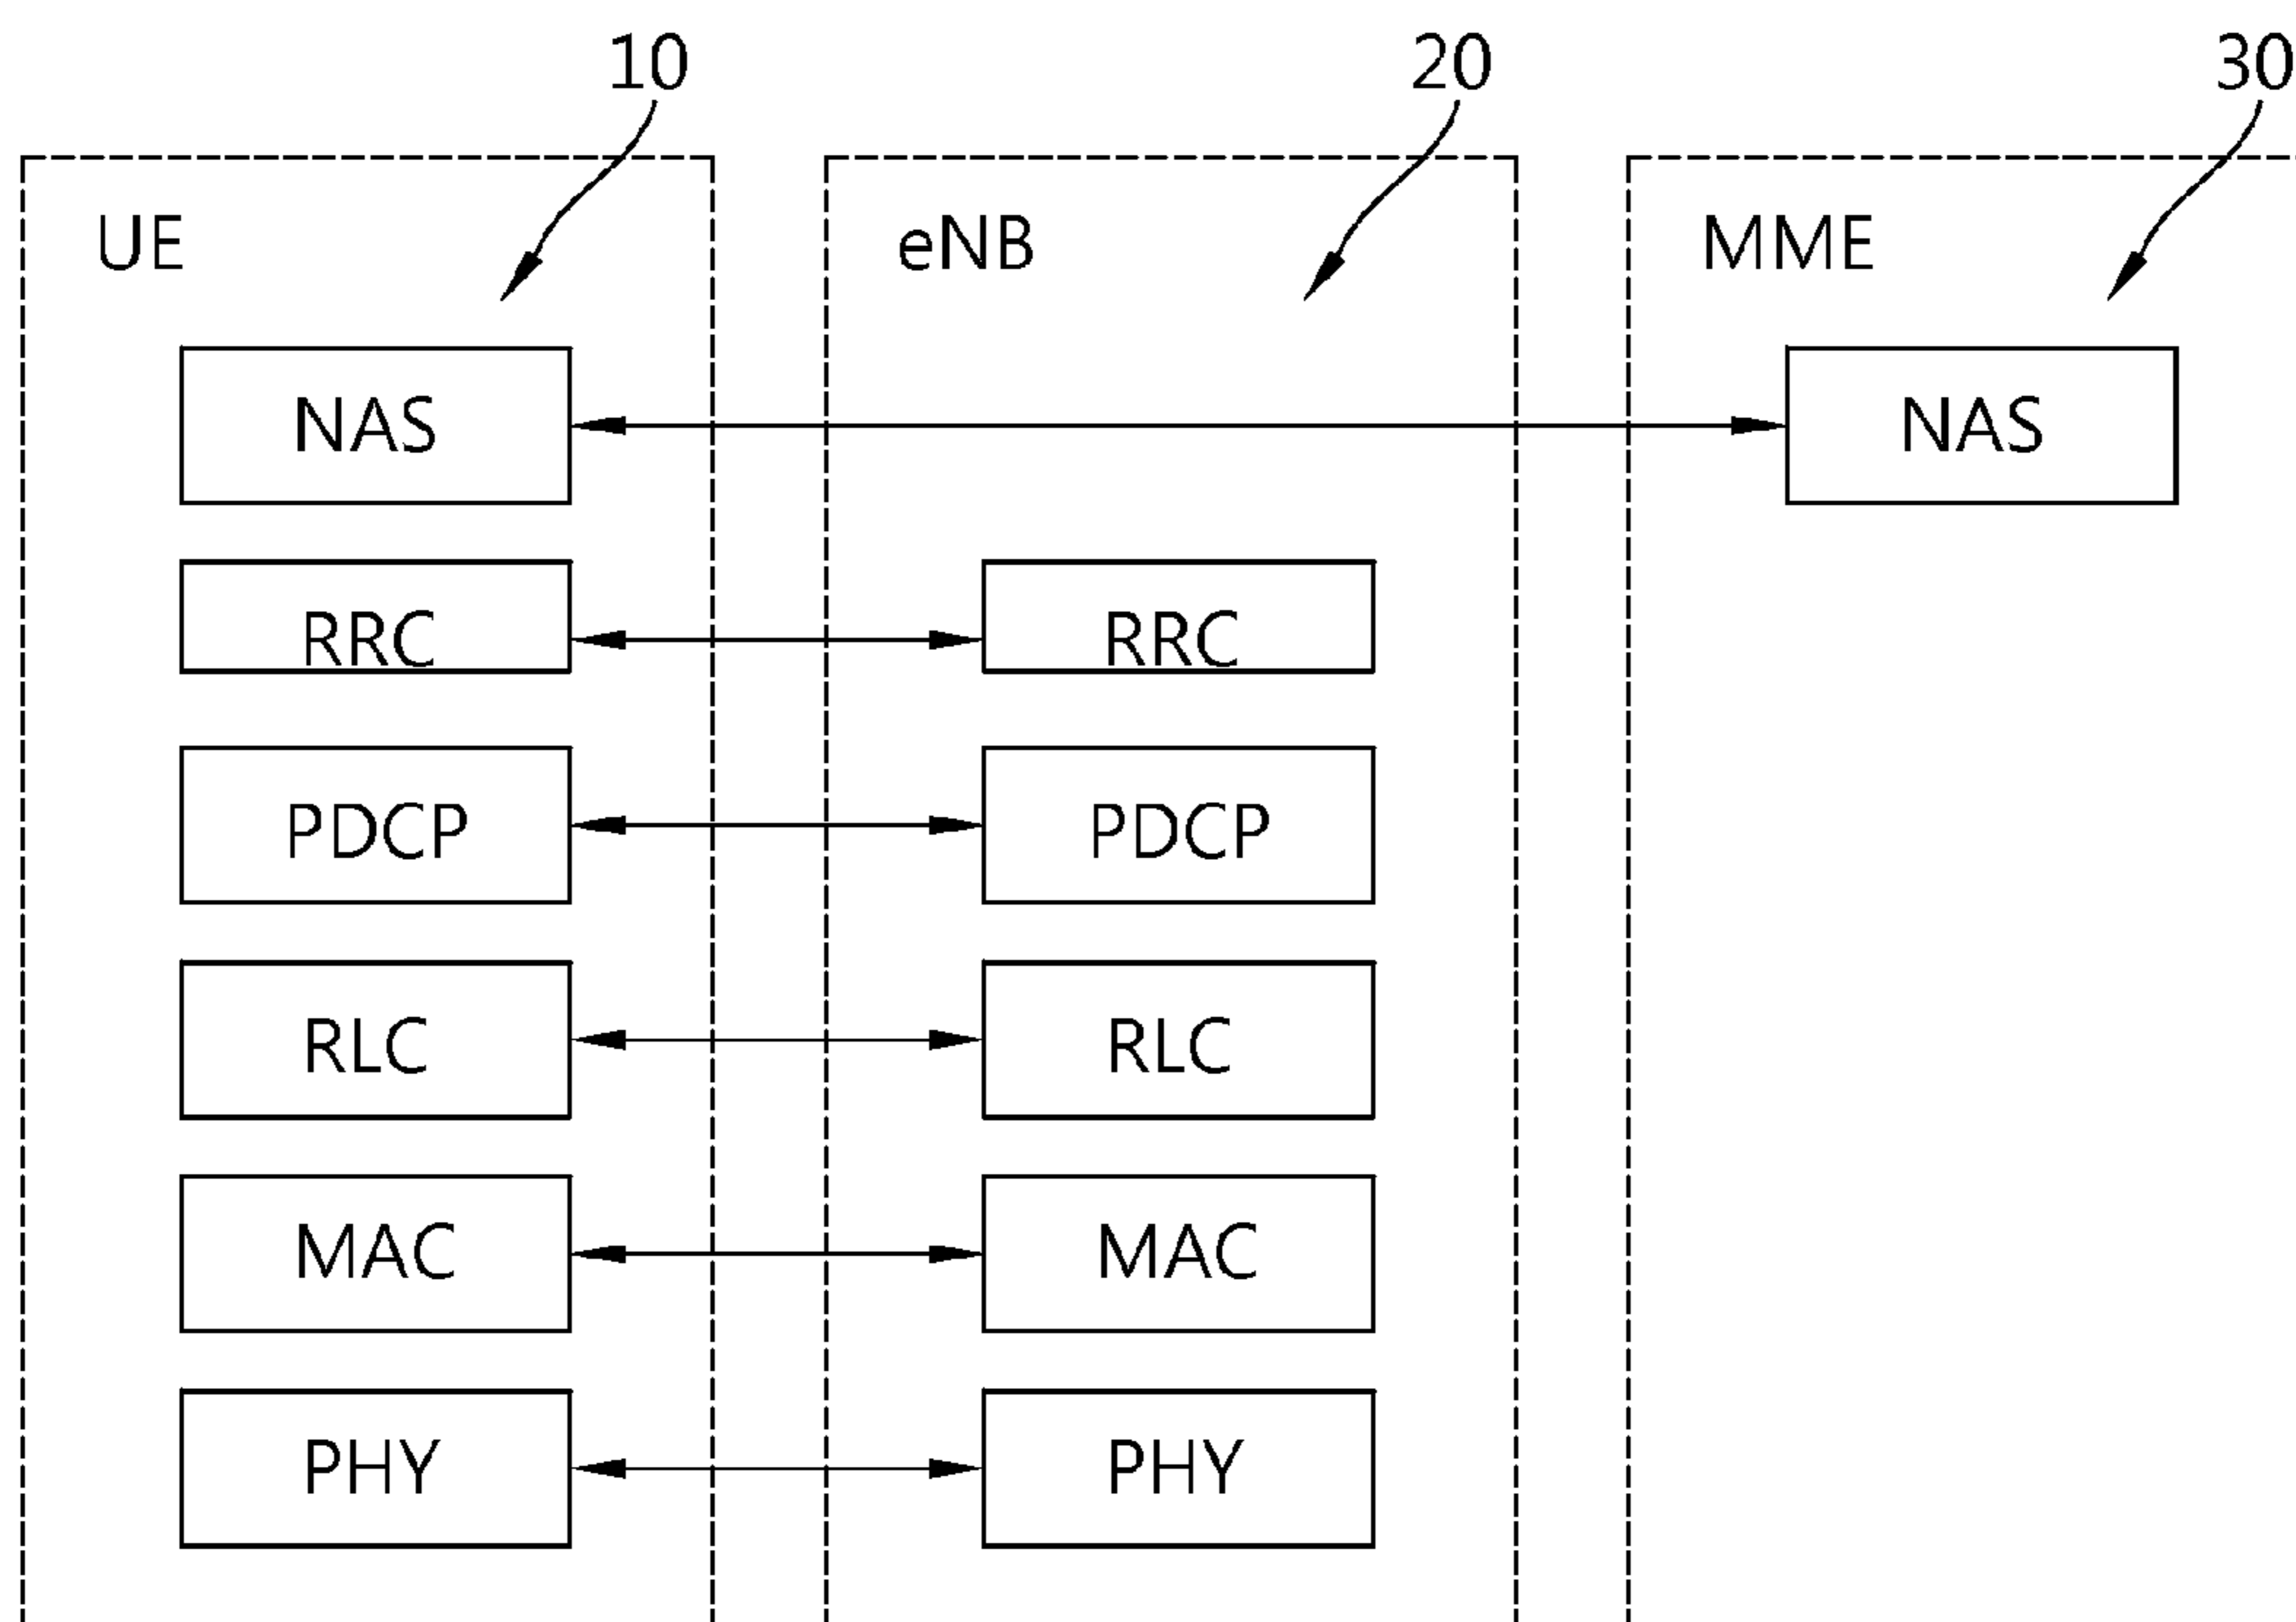 10 20 30
UE eNB MME
NAS NAS
RRC RRC
PDCP PDCP
RLC RLC
MAC MAC
PHY PHY